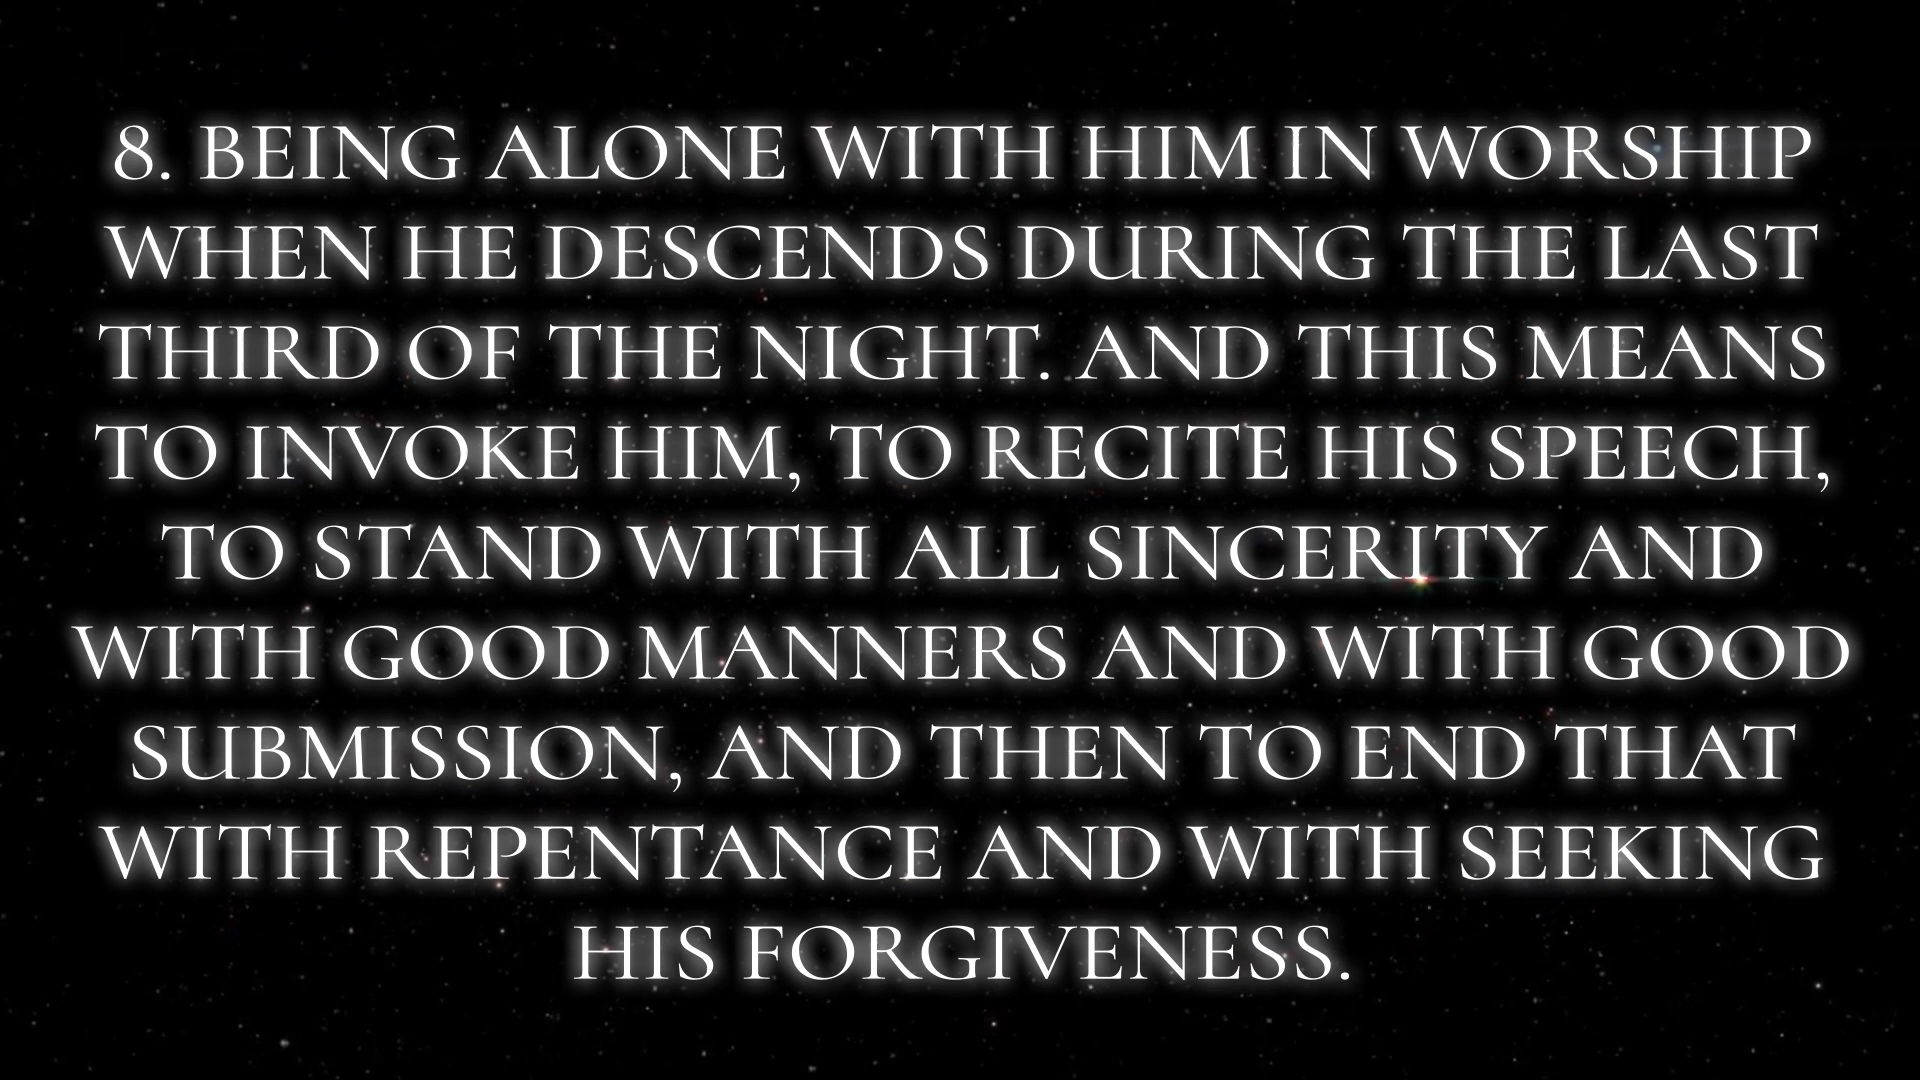 8. BEING ALONE WITH HIM IN WORSHIP
WHEN HE DESCENDS DURING THE LAST
THIRD OF THE NIGHT. AND THIS MEANS
TO INVOKE HIM, TO RECITE HIS SPEECH,
TO STAND WITH ALL SINCERITY AND
WITH GOOD MANNERS AND WITH GOOD
SUBMISSION, AND THEN TO END THAT
WITH REPENTANCE AND WITH SEEKING
HIS FORGIVENESS.